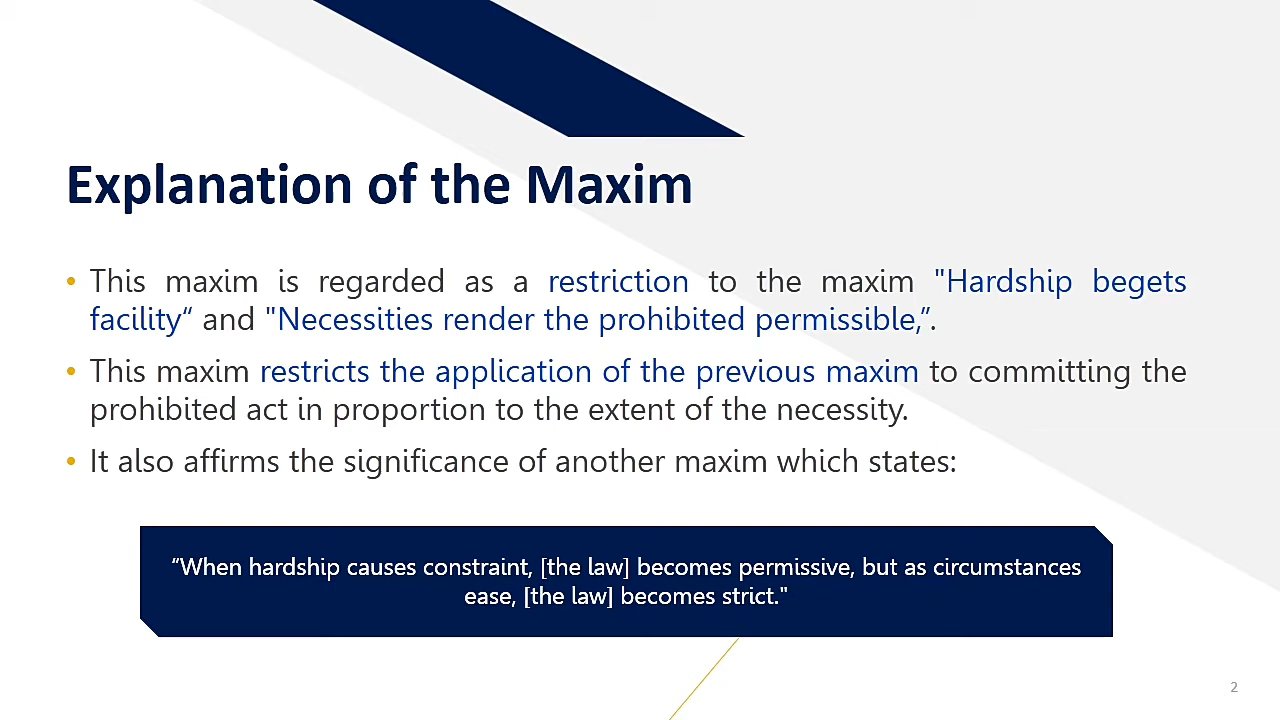 Explanation of the Maxim
• This maxim is regarded as a restriction to the maxim "Hardship begets
facility“ and "Necessities render the prohibited permissible,”.
• This maxim restricts the application of the previous maxim to committing the
prohibited act in proportion to the extent of the necessity.
• It also affirms the significance of another maxim which states:
“When hardship causes constraint, [the law] becomes permissive, but as circumstances
ease, [the law] becomes strict."
2